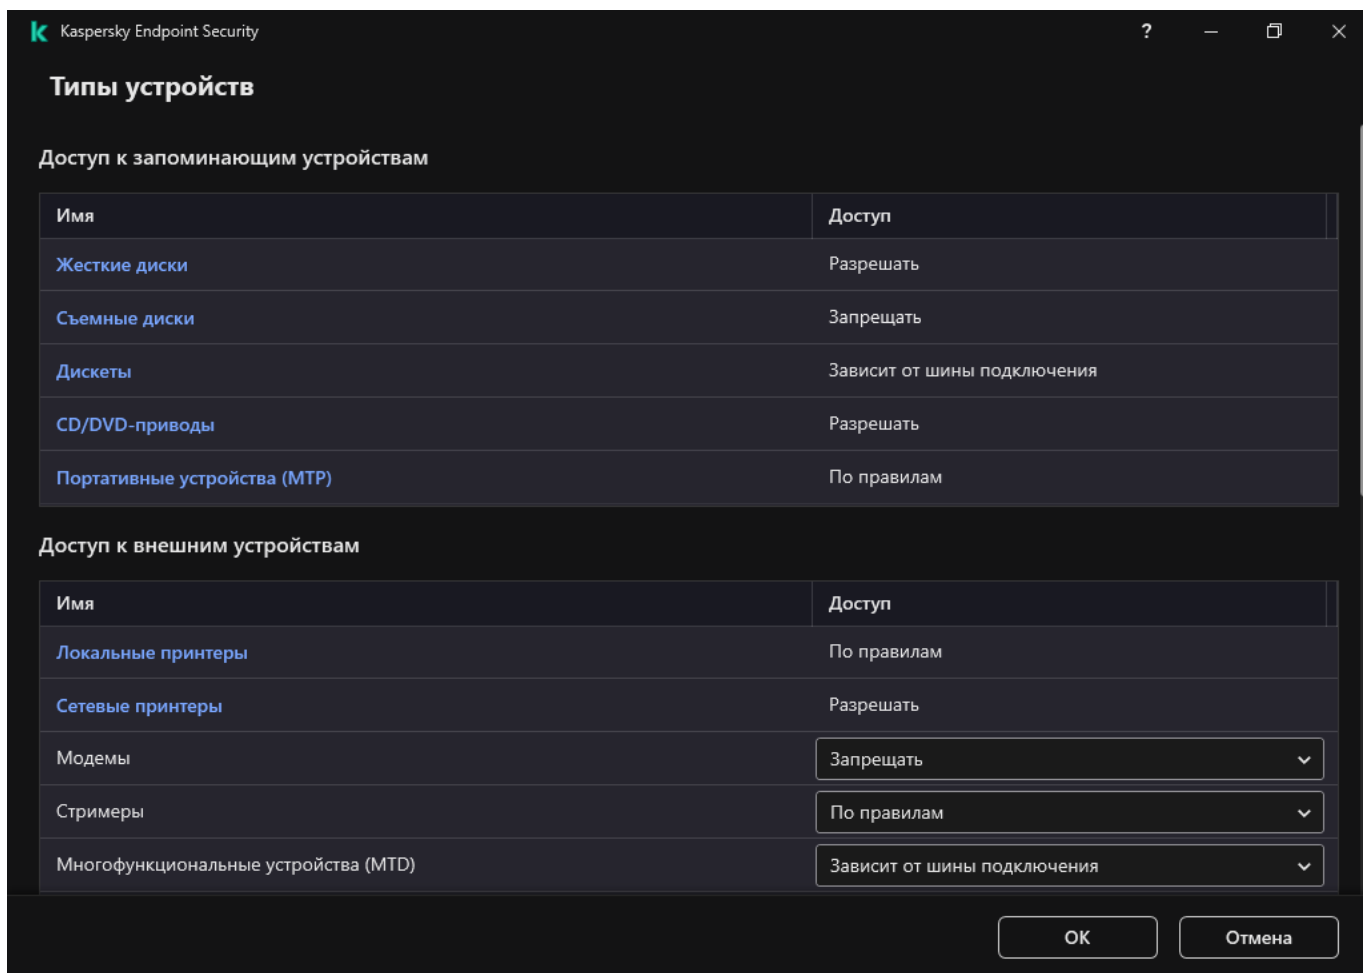 Kaspersky Endpoint Security ?
Типы устройств
Доступ к запоминающим устройствам
Имя Доступ
Жесткие диски Разрешать
Съемные диски Запрещать
Дискеты Зависит от шины подключения
CD/DVD-приводы Разрешать
Портативные устройства (MTP) По правилам
Доступ к внешним устройствам
Имя Доступ
Локальные принтеры По правилам
Сетевые принтеры Разрешать
Модемы Запрещать
Стримеры По правилам
Многофункциональные устройства (MTD) Зависит от шины подключения
ОК Отмена